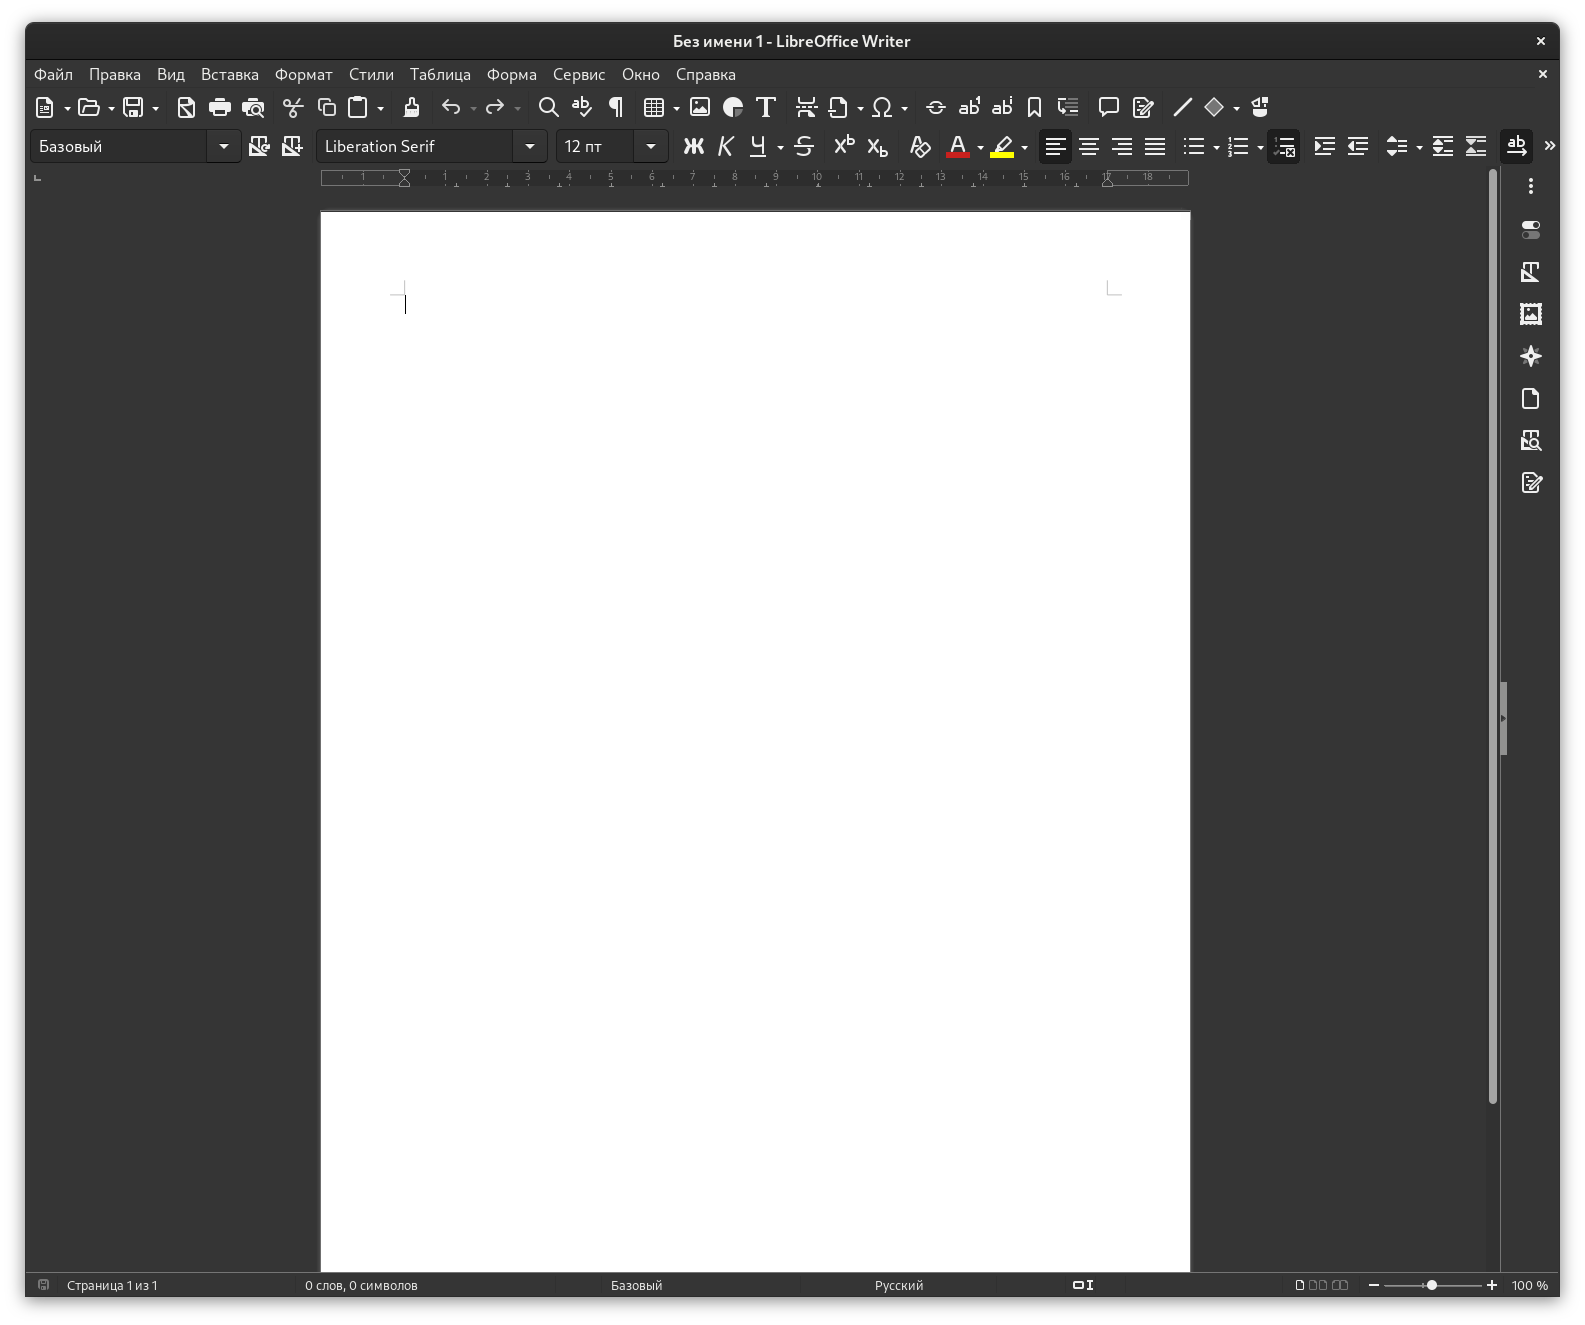 Без имени 1 - LibreOffice Writer
Файл Правка Вид Вставка Формат Стили Таблица Форма Сервис Окно Справка
Базовый Liberation Serif 12 пт Ж К Ч S
1 1 2 3 4 5 6 7 8 9 10 11 12 13 14 15 16 17 18
Страница 1 из 1 0 слов, 0 символов Базовый Русский 100 %